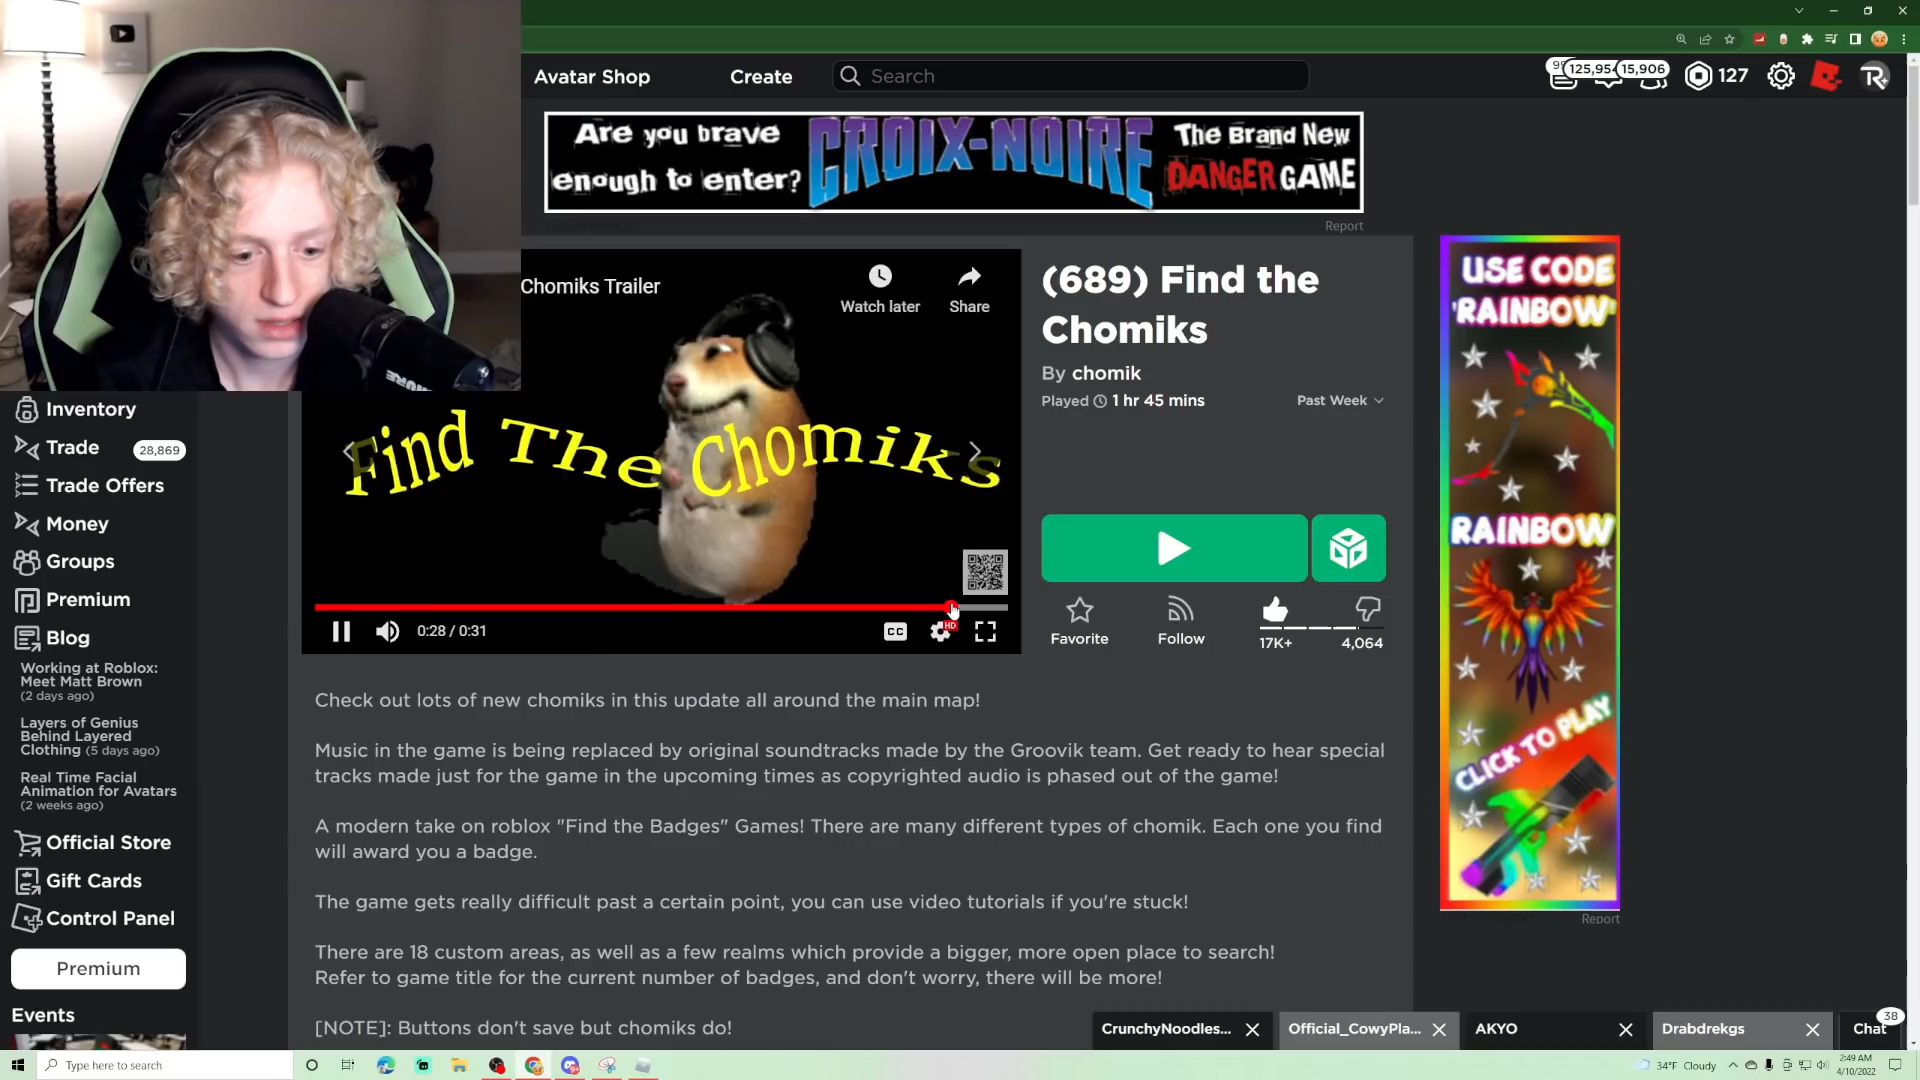 Avatar Shop
Create
Search
99
125,954
15,906
127
Are you brave
enough to enter?
CROIX-NOIRE
The Brand New
DANGER GAME
Report
Chomiks Trailer
Watch later
Share
Find The Chomiks
HD
CC
0:28 / 0:31
(689) Find the
Chomiks
By chomik
Played 1 hr 45 mins
Past Week
Favorite
Follow
17K+
4,064
USE CODE
'RAINBOW'
RAINBOW
CLICK TO PLAY
Report
Inventory
Trade
28,869
Trade Offers
Money
Groups
Premium
Blog
Working at Roblox:
Meet Matt Brown
(2 days ago)
Layers of Genius
Behind Layered
Clothing (5 days ago)
Real Time Facial
Animation for Avatars
(2 weeks ago)
Official Store
Gift Cards
Control Panel
Premium
Events
Check out lots of new chomiks in this update all around the main map!
Music in the game is being replaced by original soundtracks made by the Groovik team. Get ready to hear special
tracks made just for the game in the upcoming times as copyrighted audio is phased out of the game!
A modern take on roblox "Find the Badges" Games! There are many different types of chomik. Each one you find
will award you a badge.
The game gets really difficult past a certain point, you can use video tutorials if you're stuck!
There are 18 custom areas, as well as a few realms which provide a bigger, more open place to search!
Refer to game title for the current number of badges, and don't worry, there will be more!
[NOTE]: Buttons don't save but chomiks do!
CrunchyNoodles...
Official_CowyPla...
AKYO
Drabdrekgs
Chat
38
Type here to search
34°F Cloudy
2:49 AM
4/10/2022
SHURE